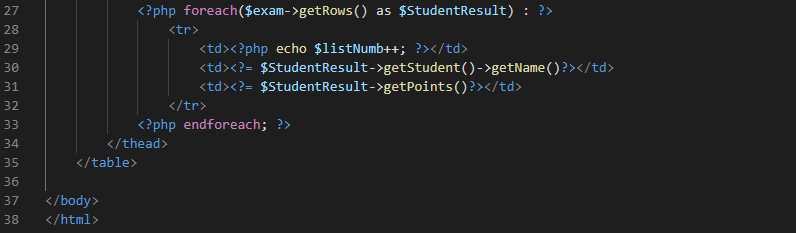 27 <?php foreach($exam->getRows() as $StudentResult) : ?>
28 <tr>
29 <td><?php echo $listNumb++; ?></td>
30 <td><?= $StudentResult->getStudent()->getName()?></td>
31 <td><?= $StudentResult->getPoints()?></td>
32 </tr>
33 <?php endforeach; ?>
34 </thead>
35 </table>
36
37 </body>
38 </html>